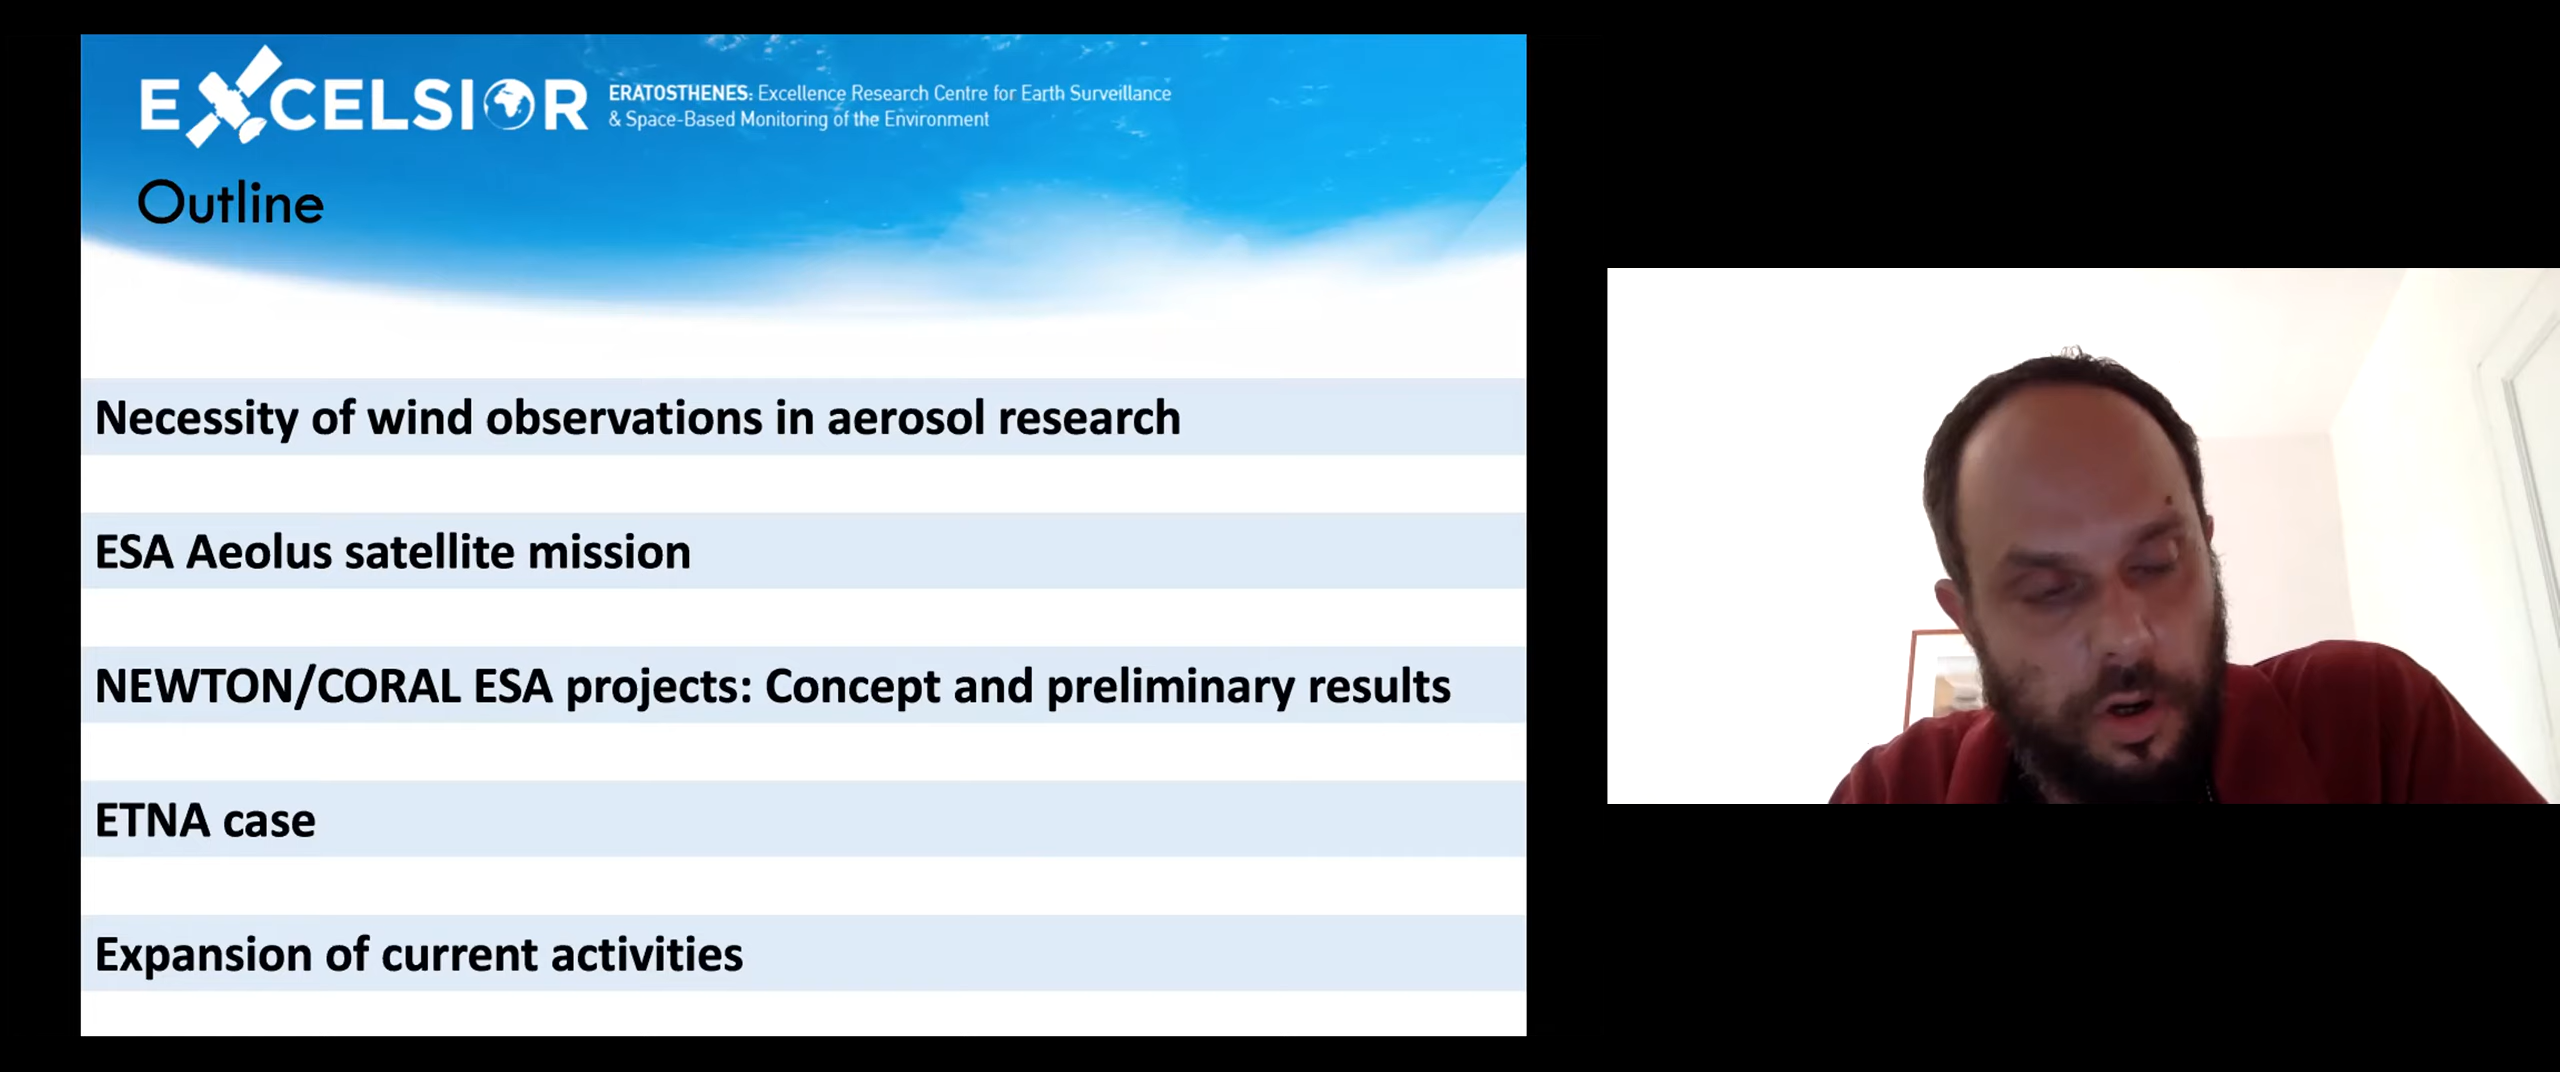 EXCELSIOR
ERATOSTHENES: Excellence Research Centre for Earth Surveillance
& Space-Based Monitoring of the Environment
Outline
Necessity of wind observations in aerosol research
ESA Aeolus satellite mission
NEWTON/CORAL ESA projects: Concept and preliminary results
ETNA case
Expansion of current activities